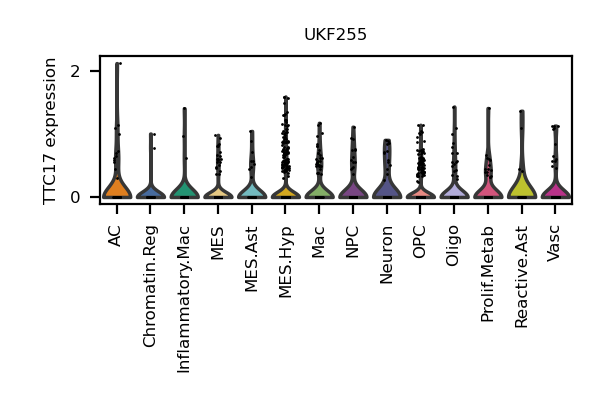 UKF255
TTC17 expression
2
0
AC
Chromatin.Reg
Inflammatory.Mac
MES
MES.Ast
MES.Hyp
Mac
NPC
Neuron
OPC
Oligo
Prolif.Metab
Reactive.Ast
Vasc